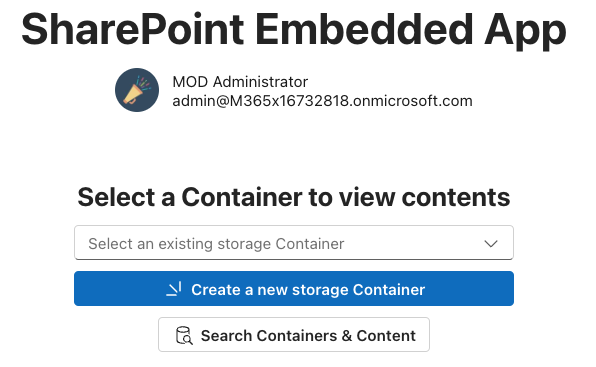 SharePoint Embedded App
MOD Administrator
admin@M365x16732818.onmicrosoft.com
Select a Container to view contents
Select an existing storage Container
Create a new storage Container
Search Containers & Content